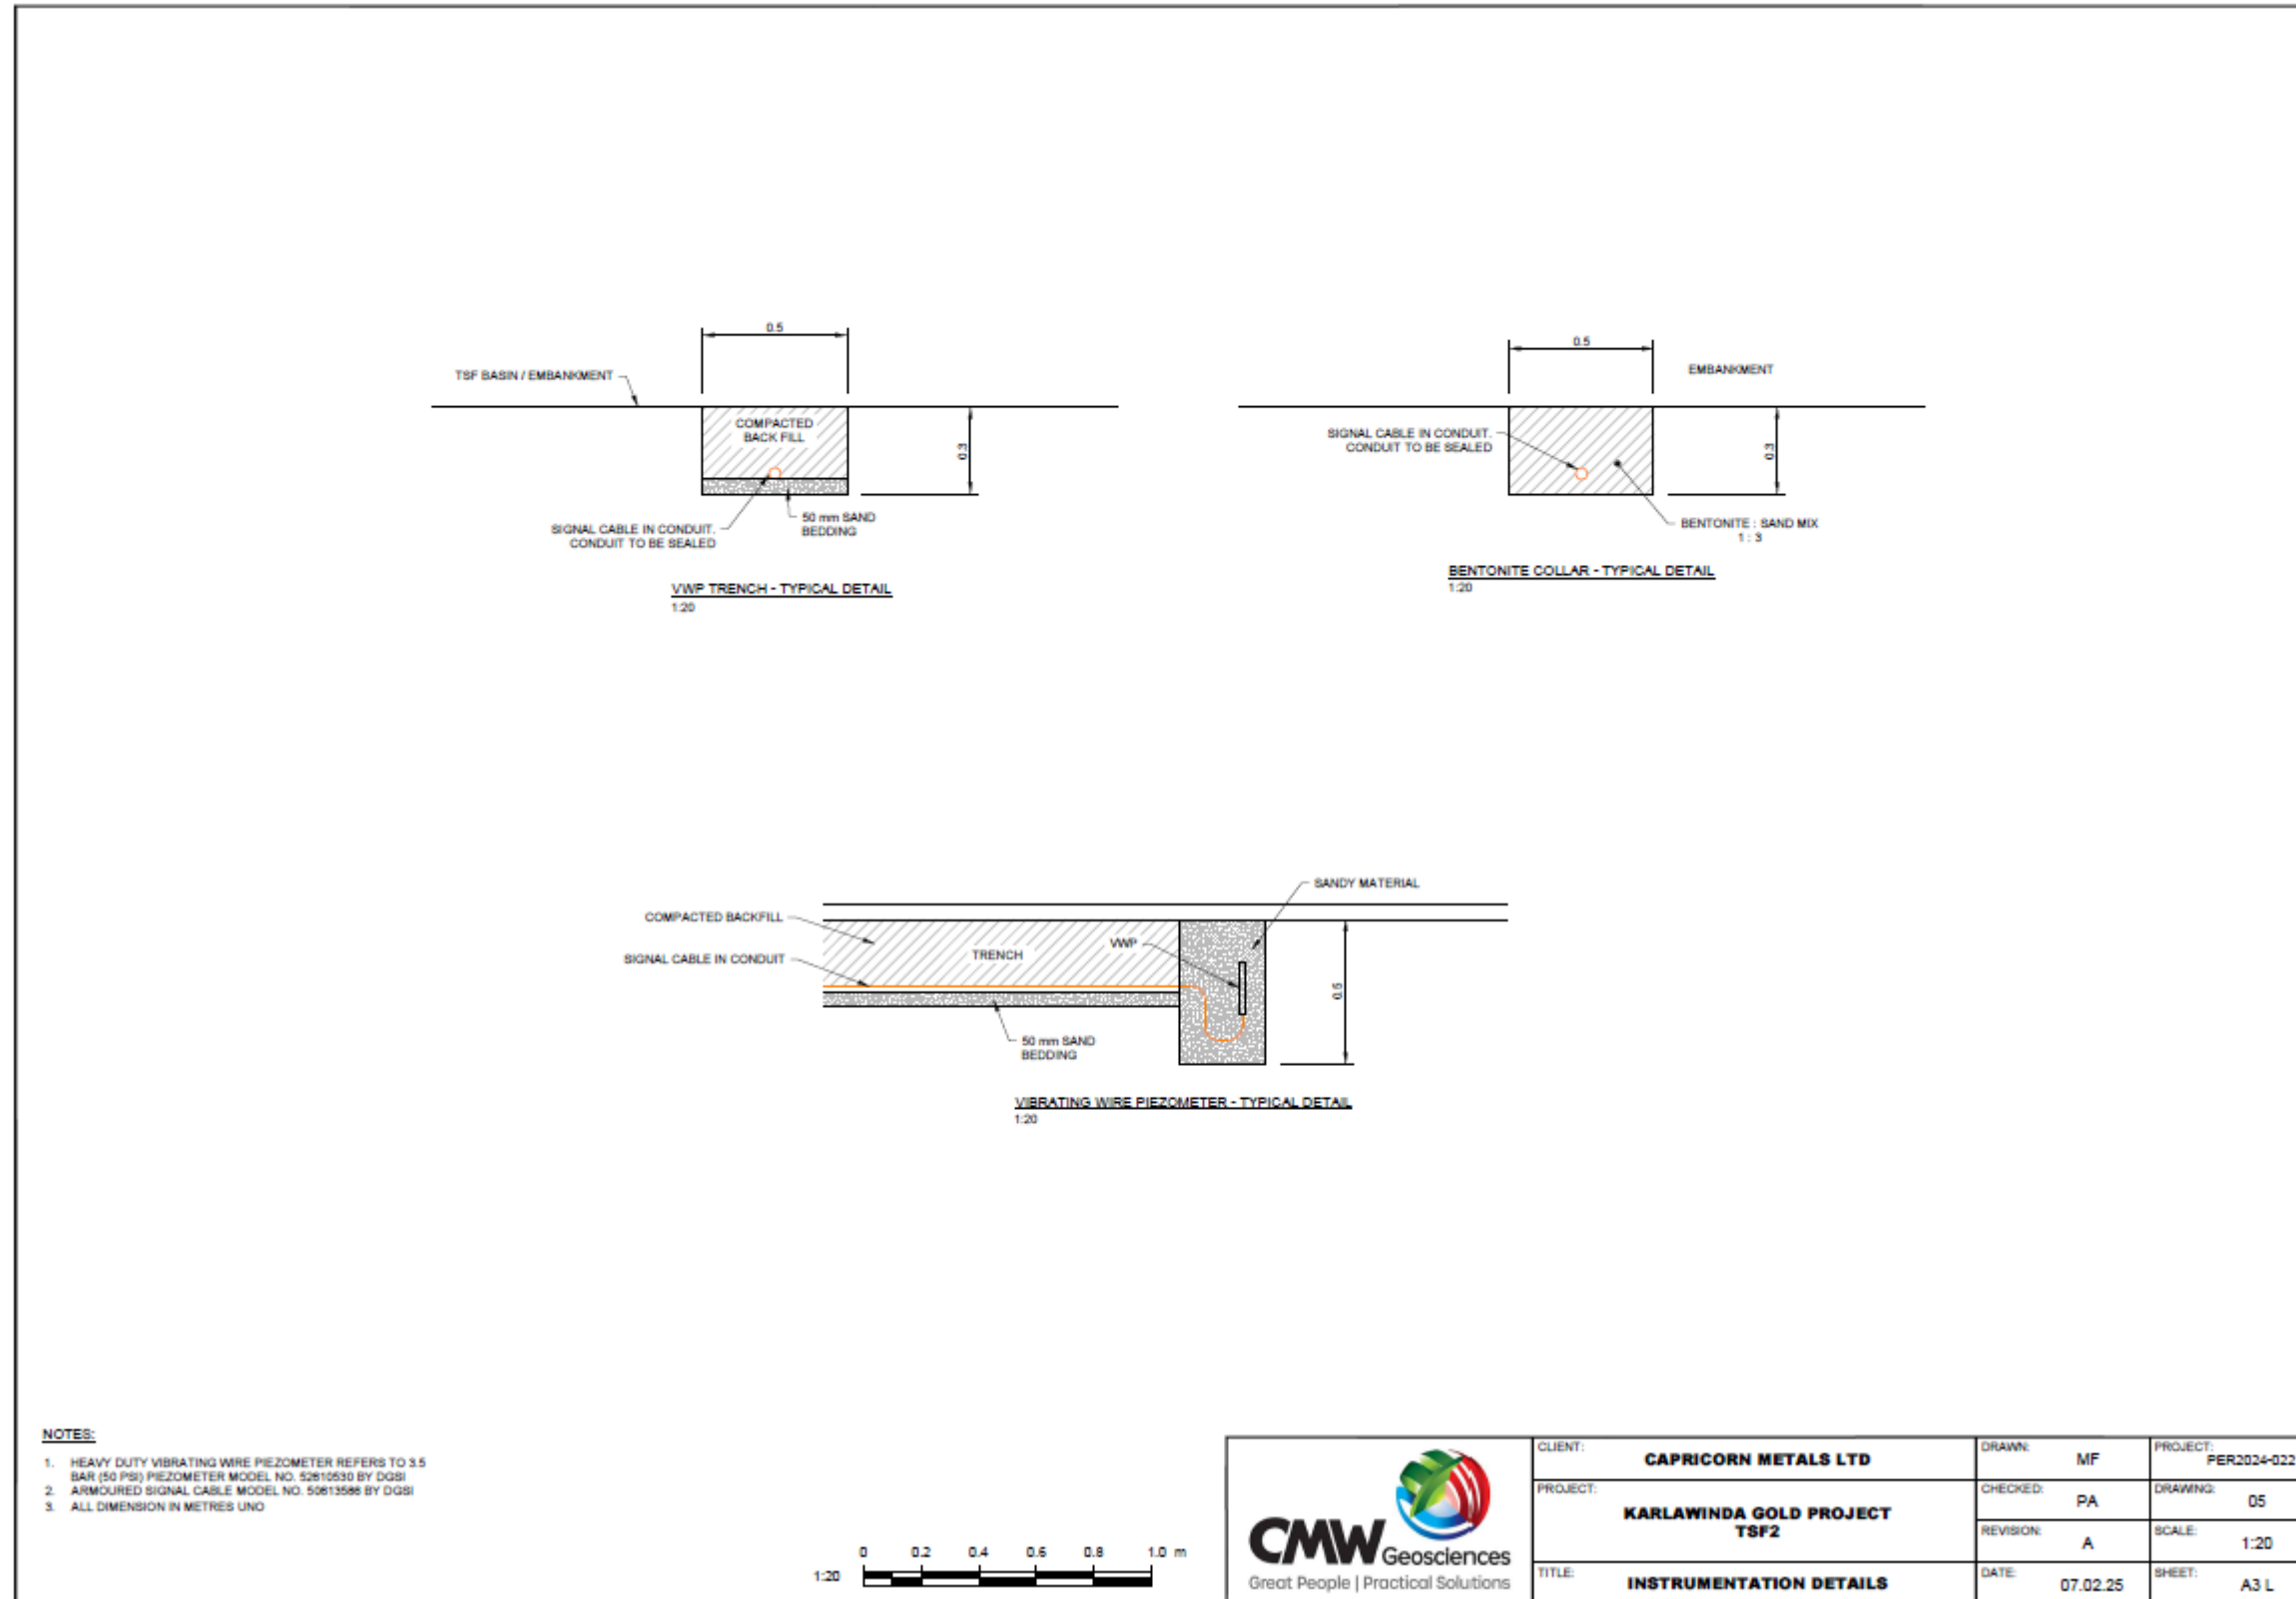 0.5
TSF BASIN / EMBANKMENT
COMPACTED
BACK FILL
0.3
SIGNAL CABLE IN CONDUIT.
CONDUIT TO BE SEALED
50 mm SAND
BEDDING
VWP TRENCH - TYPICAL DETAIL
1:20
0.5
EMBANKMENT
SIGNAL CABLE IN CONDUIT.
CONDUIT TO BE SEALED
0.3
BENTONITE : SAND MIX
1 : 3
BENTONITE COLLAR - TYPICAL DETAIL
1:20
SANDY MATERIAL
COMPACTED BACKFILL
VWP
TRENCH
SIGNAL CABLE IN CONDUIT
0.5
50 mm SAND
BEDDING
VIBRATING WIRE PIEZOMETER - TYPICAL DETAIL
1:20
NOTES:
1. HEAVY DUTY VIBRATING WIRE PIEZOMETER REFERS TO 3.5
BAR (50 PSI) PIEZOMETER MODEL NO. 52610530 BY DGSI
2. ARMOURED SIGNAL CABLE MODEL NO. 50613586 BY DGSI
3. ALL DIMENSION IN METRES UNO
1:20
0 0.2 0.4 0.6 0.8 1.0 m
CMW Geosciences
Great People | Practical Solutions
CLIENT:
CAPRICORN METALS LTD
PROJECT:
KARLAWINDA GOLD PROJECT
TSF2
TITLE:
INSTRUMENTATION DETAILS
DRAWN:
MF
CHECKED:
PA
REVISION:
A
DATE:
07.02.25
PROJECT:
PER2024-022
DRAWING:
05
SCALE:
1:20
SHEET:
A3 L